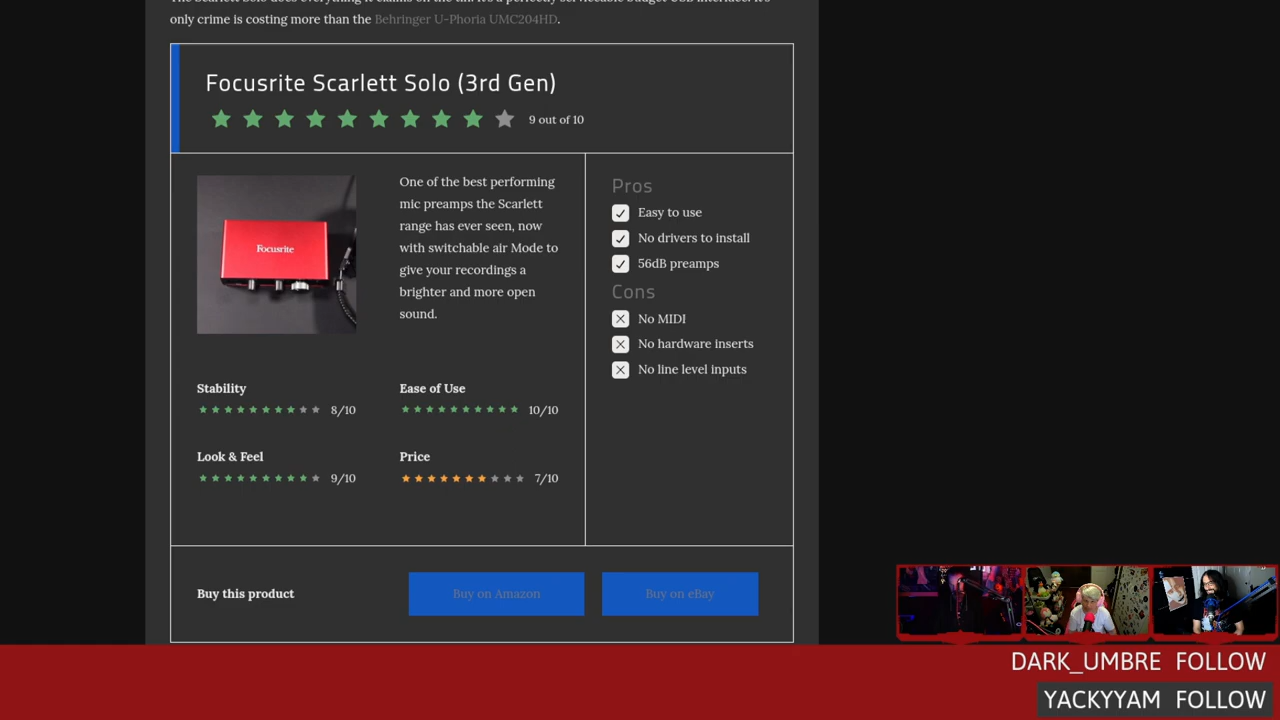 only crime is costing more than the Behringer U-Phoria UMC204HD.
Focusrite Scarlett Solo (3rd Gen)
9 out of 10
One of the best performing
mic preamps the Scarlett
range has ever seen, now
with switchable air Mode to
give your recordings a
brighter and more open
sound.
Focusrite
Stability
8/10
Ease of Use
10/10
Look & Feel
9/10
Price
7/10
Pros
Easy to use
No drivers to install
56dB preamps
Cons
No MIDI
No hardware inserts
No line level inputs
Buy this product
Buy on Amazon
Buy on eBay
DARK_UMBRE FOLLOW
YACKYYAM FOLLOW